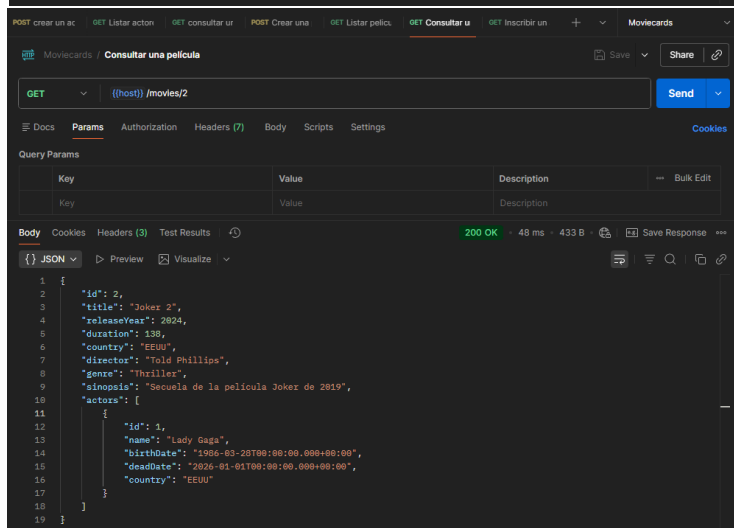 POST crear un ac GET Listar acton GET consultar ur POST Crear una GET Listar pelícu GET Consultar u GET Inscribir un + Moviecards
HTTP Moviecards / Consultar una película Save Share
GET {{host}} /movies/2 Send
Docs Params Authorization Headers (7) Body Scripts Settings Cookies
Query Params
Key Value Description ••• Bulk Edit
Key Value Description
Body Cookies Headers (3) Test Results 200 OK • 48 ms • 433 B • e.g. Save Response •••
{} JSON Preview Visualize
1 {
2 "id": 2,
3 "title": "Joker 2",
4 "releaseYear": 2024,
5 "duration": 138,
6 "country": "EEUU",
7 "director": "Told Phillips",
8 "genre": "Thriller",
9 "sinopsis": "Secuela de la película Joker de 2019",
10 "actors": [
11 {
12 "id": 1,
13 "name": "Lady Gaga",
14 "birthDate": "1986-03-28T00:00:00.000+00:00",
15 "deadDate": "2026-01-01T00:00:00.000+00:00",
16 "country": "EEUU"
17 }
18 ]
19 }